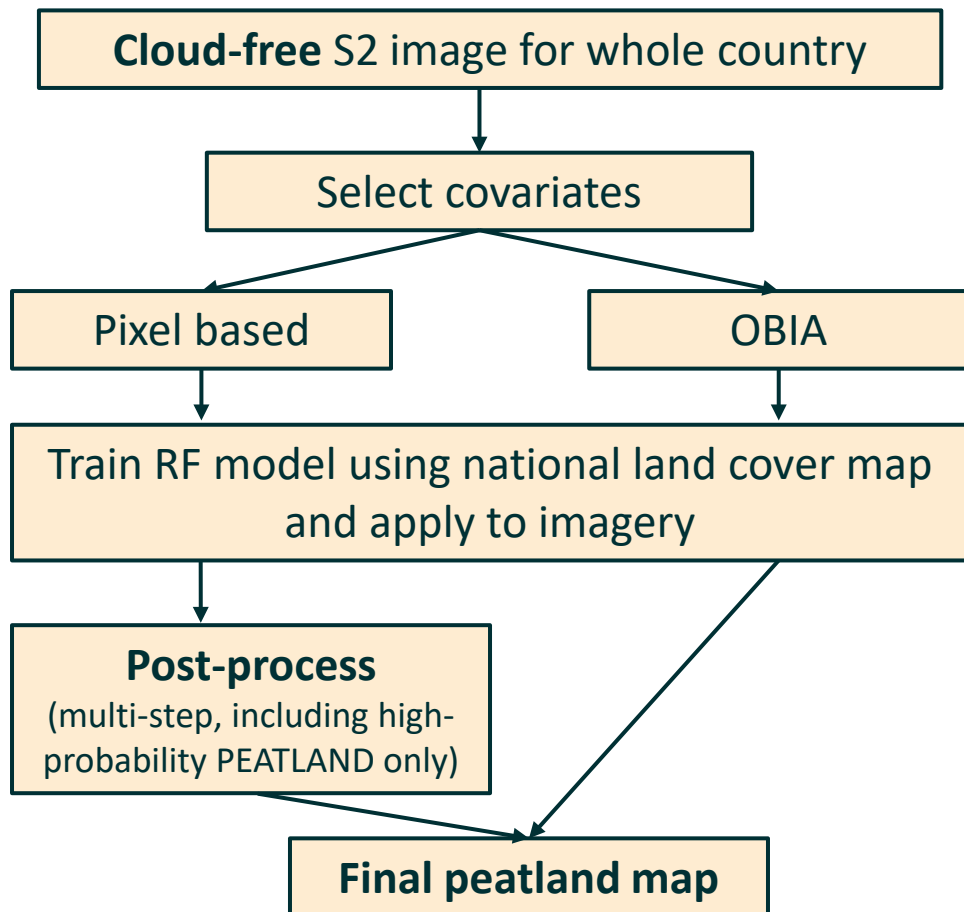 Cloud-free S2 image for whole country
Select covariates
Pixel based
OBIA
Train RF model using national land cover map
and apply to imagery
Post-process
(multi-step, including high-
probability PEATLAND only)
Final peatland map